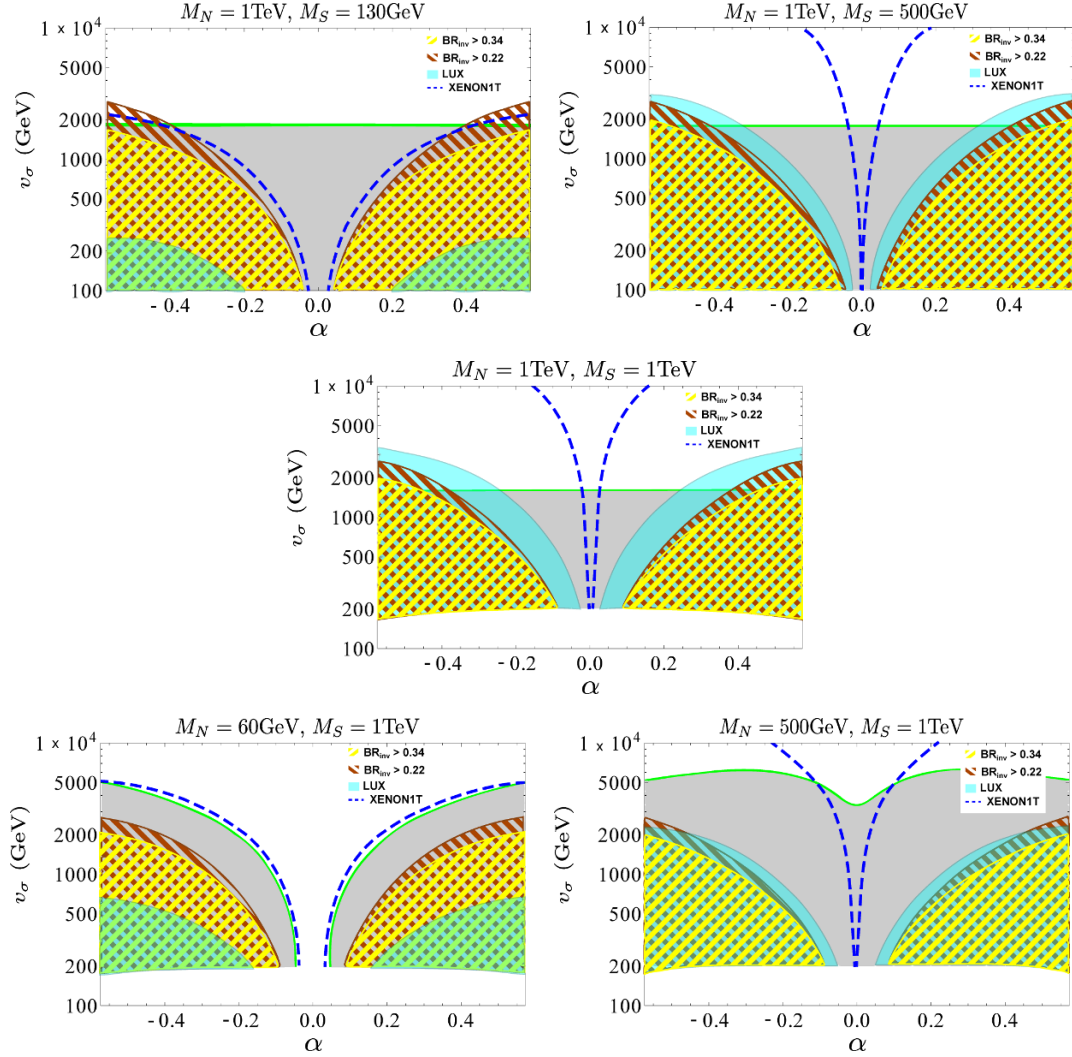 M_N = 1TeV, M_S = 130GeV
1 × 10^4
5000
2000
1000
500
200
100
v_σ (GeV)
BR_inv > 0.34
BR_inv > 0.22
LUX
XENON1T
-0.4 -0.2 0.0 0.2 0.4
α
M_N = 1TeV, M_S = 500GeV
1 × 10^4
5000
2000
1000
500
200
100
v_σ (GeV)
BR_inv > 0.34
BR_inv > 0.22
LUX
XENON1T
-0.4 -0.2 0.0 0.2 0.4
α
M_N = 1TeV, M_S = 1TeV
1 × 10^4
5000
2000
1000
500
200
100
v_σ (GeV)
BR_inv > 0.34
BR_inv > 0.22
LUX
XENON1T
-0.4 -0.2 0.0 0.2 0.4
α
M_N = 60GeV, M_S = 1TeV
1 × 10^4
5000
2000
1000
500
200
100
v_σ (GeV)
BR_inv > 0.34
BR_inv > 0.22
LUX
XENON1T
-0.4 -0.2 0.0 0.2 0.4
α
M_N = 500GeV, M_S = 1TeV
1 × 10^4
5000
2000
1000
500
200
100
v_σ (GeV)
BR_inv > 0.34
BR_inv > 0.22
LUX
XENON1T
-0.4 -0.2 0.0 0.2 0.4
α